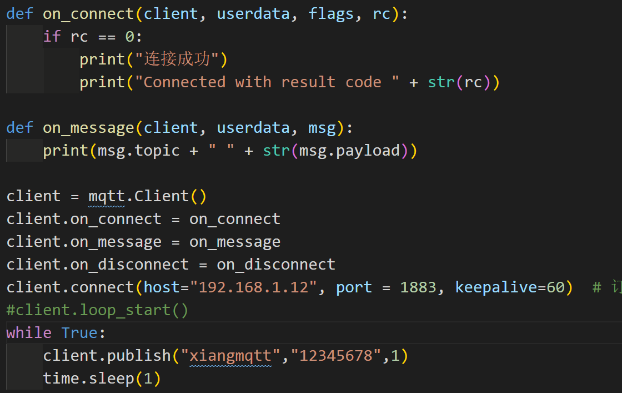 def on_connect(client, userdata, flags, rc):
    if rc == 0:
        print("连接成功")
        print("Connected with result code " + str(rc))
def on_message(client, userdata, msg):
    print(msg.topic + " " + str(msg.payload))
client = mqtt.Client()
client.on_connect = on_connect
client.on_message = on_message
client.on_disconnect = on_disconnect
client.connect(host="192.168.1.12", port = 1883, keepalive=60)  #
#client.loop_start()
while True:
    client.publish("xiangmqtt","12345678",1)
    time.sleep(1)